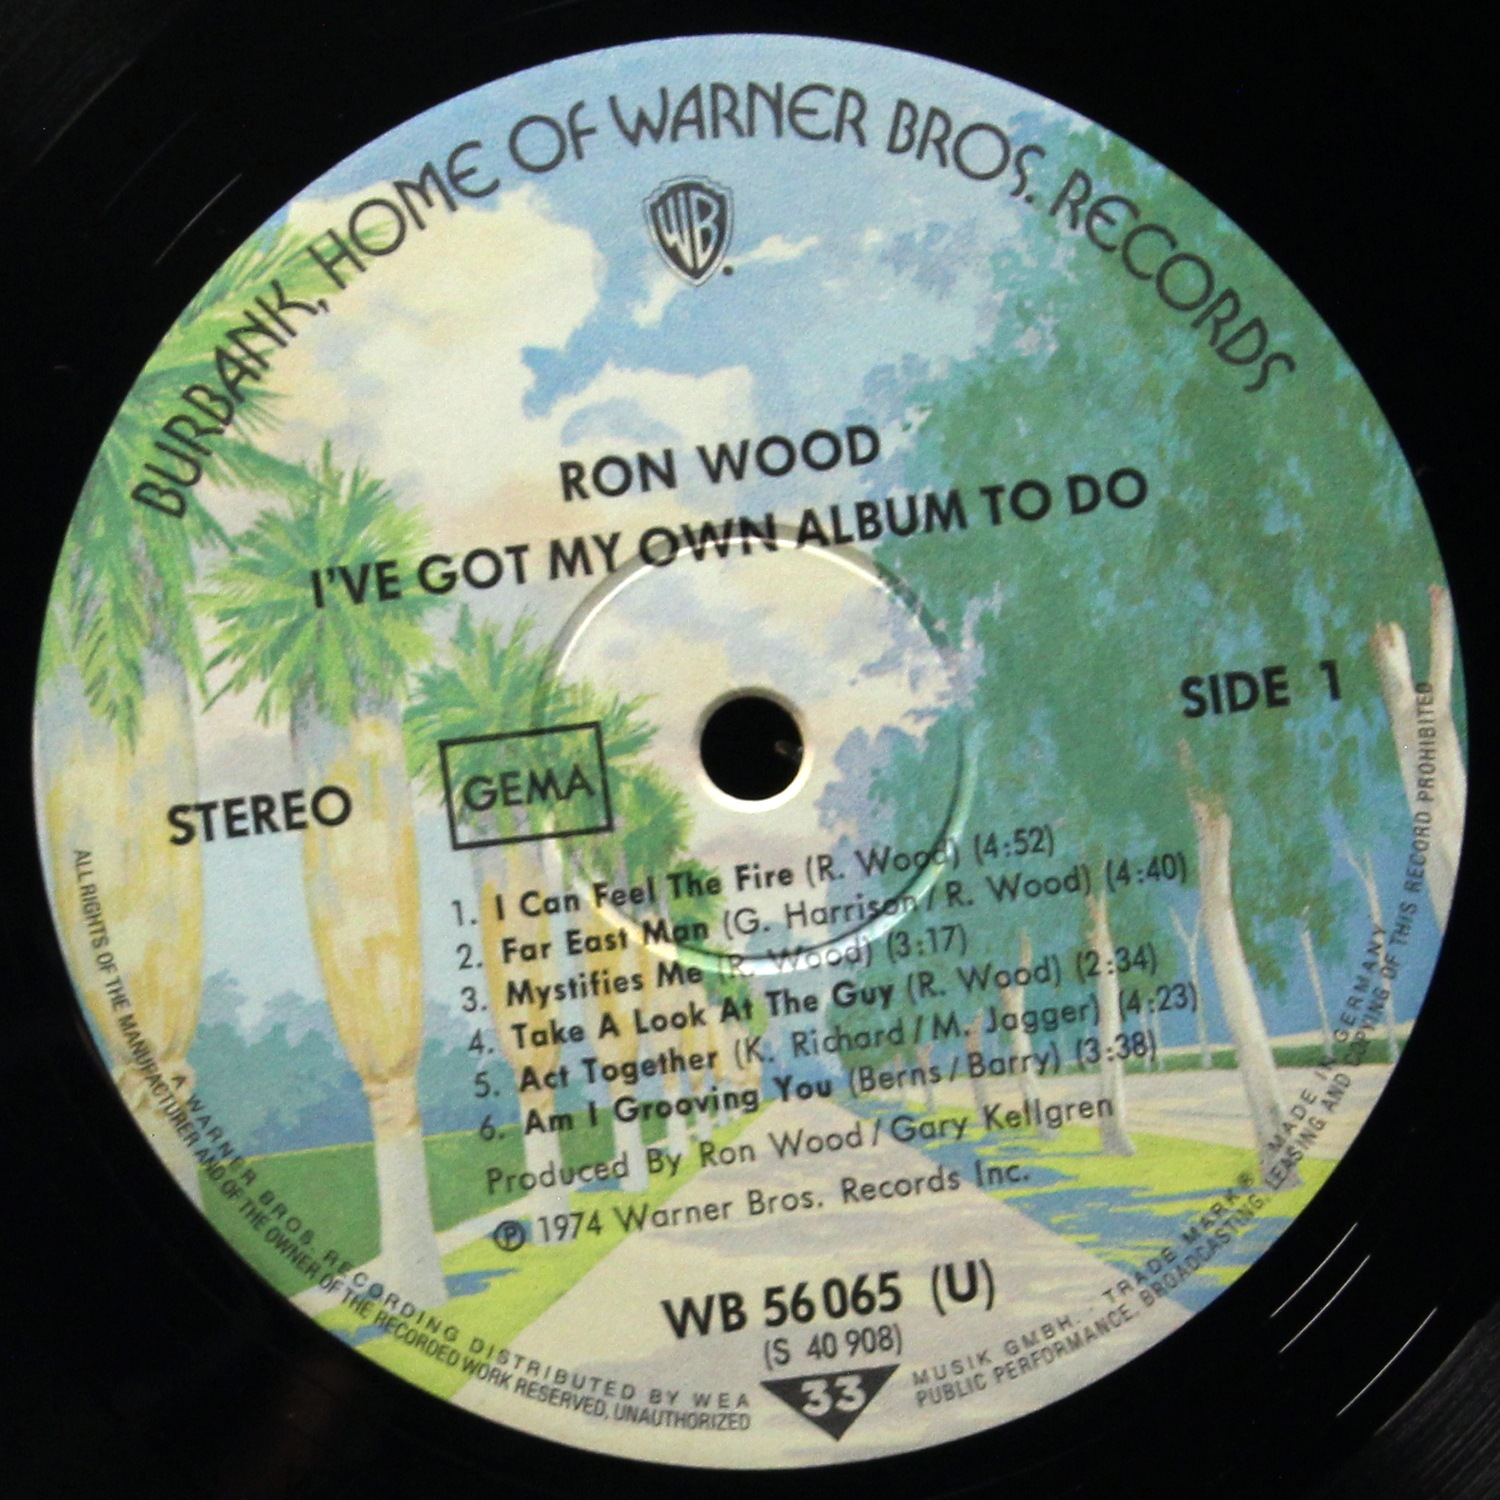 BURBANK, HOME OF WARNER BROS. RECORDS
WB
RON WOOD
I'VE GOT MY OWN ALBUM TO DO
SIDE 1
STEREO
GEMA
1. I Can Feel The Fire (R. Wood) (4:52)
2. Far East Man (G. Harrison/R. Wood) (4:40)
3. Mystifies Me (R. Wood) (3:17)
4. Take A Look At The Guy (R. Wood) (2:34)
5. Act Together (K. Richard/M. Jagger) (4:23)
6. Am I Grooving You (Berns/Barry) (3:38)
Produced By Ron Wood/Gary Kellgren
℗ 1974 Warner Bros. Records Inc.
WB 56 065 (U)
(S 40 908)
33
A WARNER BROS. RECORDING DISTRIBUTED BY WEA MUSIK GMBH. · TRADE MARK ® · MADE IN GERMANY
ALL RIGHTS OF THE MANUFACTURER AND OF THE OWNER OF THE RECORDED WORK RESERVED, UNAUTHORIZED PUBLIC PERFORMANCE, BROADCASTING, LEASING AND COPYING OF THIS RECORD PROHIBITED